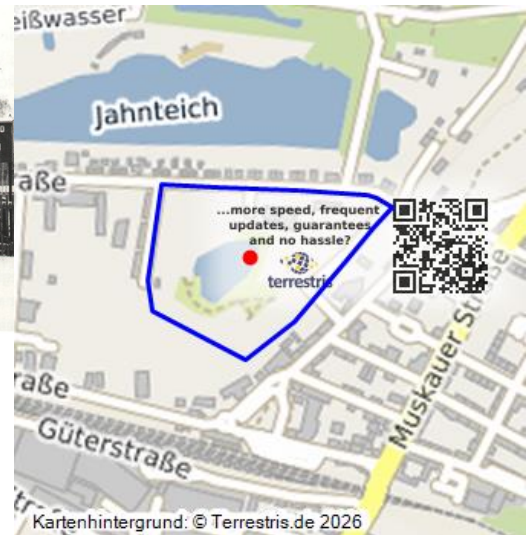 eißwasser
Jahnteich
raße
...more speed, frequent
updates, guarantees
and no hassle?
terrestris
Muskauer Straße
raße
Güterstraße
Kartenhintergrund: © Terrestris.de 2026